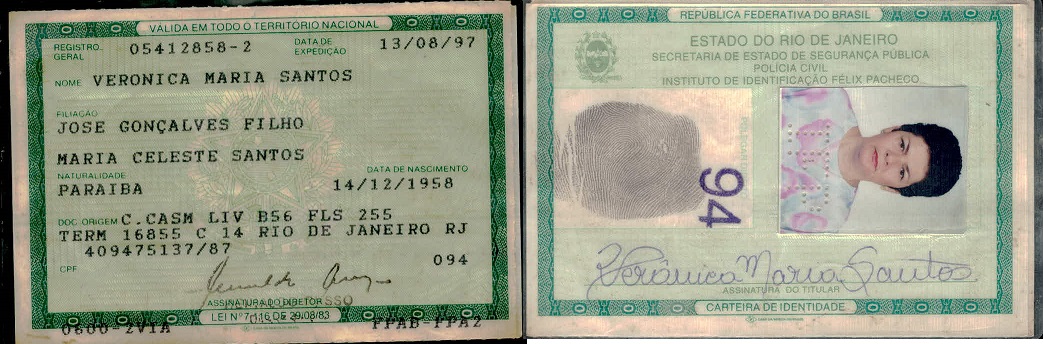 VÁLIDA EM TODO O TERRITÓRIO NACIONAL
REGISTRO GERAL 05412858-2 DATA DE EXPEDIÇÃO 13/08/97
NOME VERONICA MARIA SANTOS
FILIAÇÃO
JOSE GONÇALVES FILHO
MARIA CELESTE SANTOS
NATURALIDADE DATA DE NASCIMENTO
PARAIBA 14/12/1958
DOC ORIGEM C.CASM LIV B56 FLS 255
TERM 16855 C 14 RIO DE JANEIRO RJ
409475137/87
CPF 094
ASSINATURA DO DIRETOR
LEI Nº 7.116 DE 29/08/83
0600-2VIA PPAB-PPA2
REPÚBLICA FEDERATIVA DO BRASIL
ESTADO DO RIO DE JANEIRO
SECRETARIA DE ESTADO DE SEGURANÇA PÚBLICA
POLÍCIA CIVIL
INSTITUTO DE IDENTIFICAÇÃO FÉLIX PACHECO
94
Verônica Maria Santos
ASSINATURA DO TITULAR
CARTEIRA DE IDENTIDADE